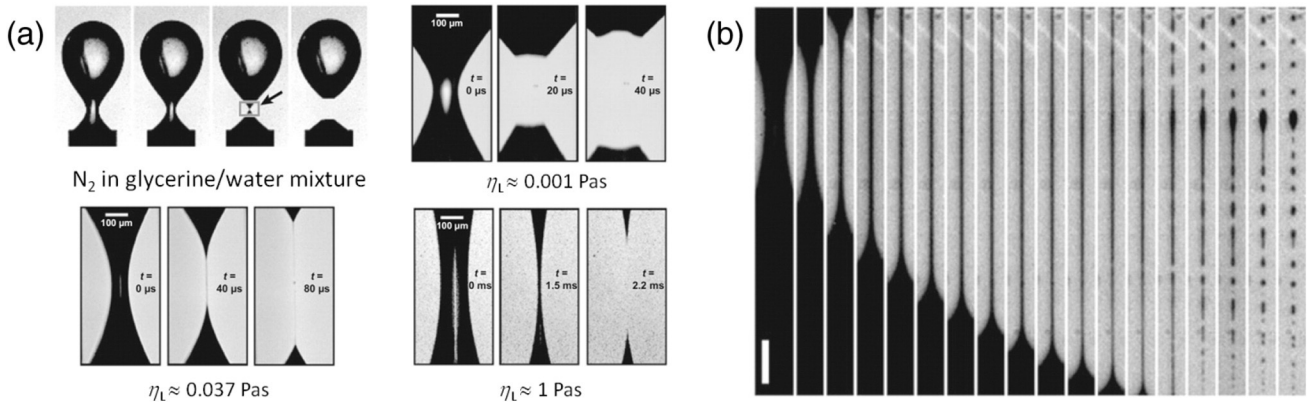 (a)
N₂ in glycerine/water mixture
100 µm
t =
0 µs
t =
20 µs
t =
40 µs
ηL ≈ 0.001 Pas
100 µm
t =
0 µs
t =
40 µs
t =
80 µs
ηL ≈ 0.037 Pas
100 µm
t =
0 ms
t =
1.5 ms
t =
2.2 ms
ηL ≈ 1 Pas
(b)